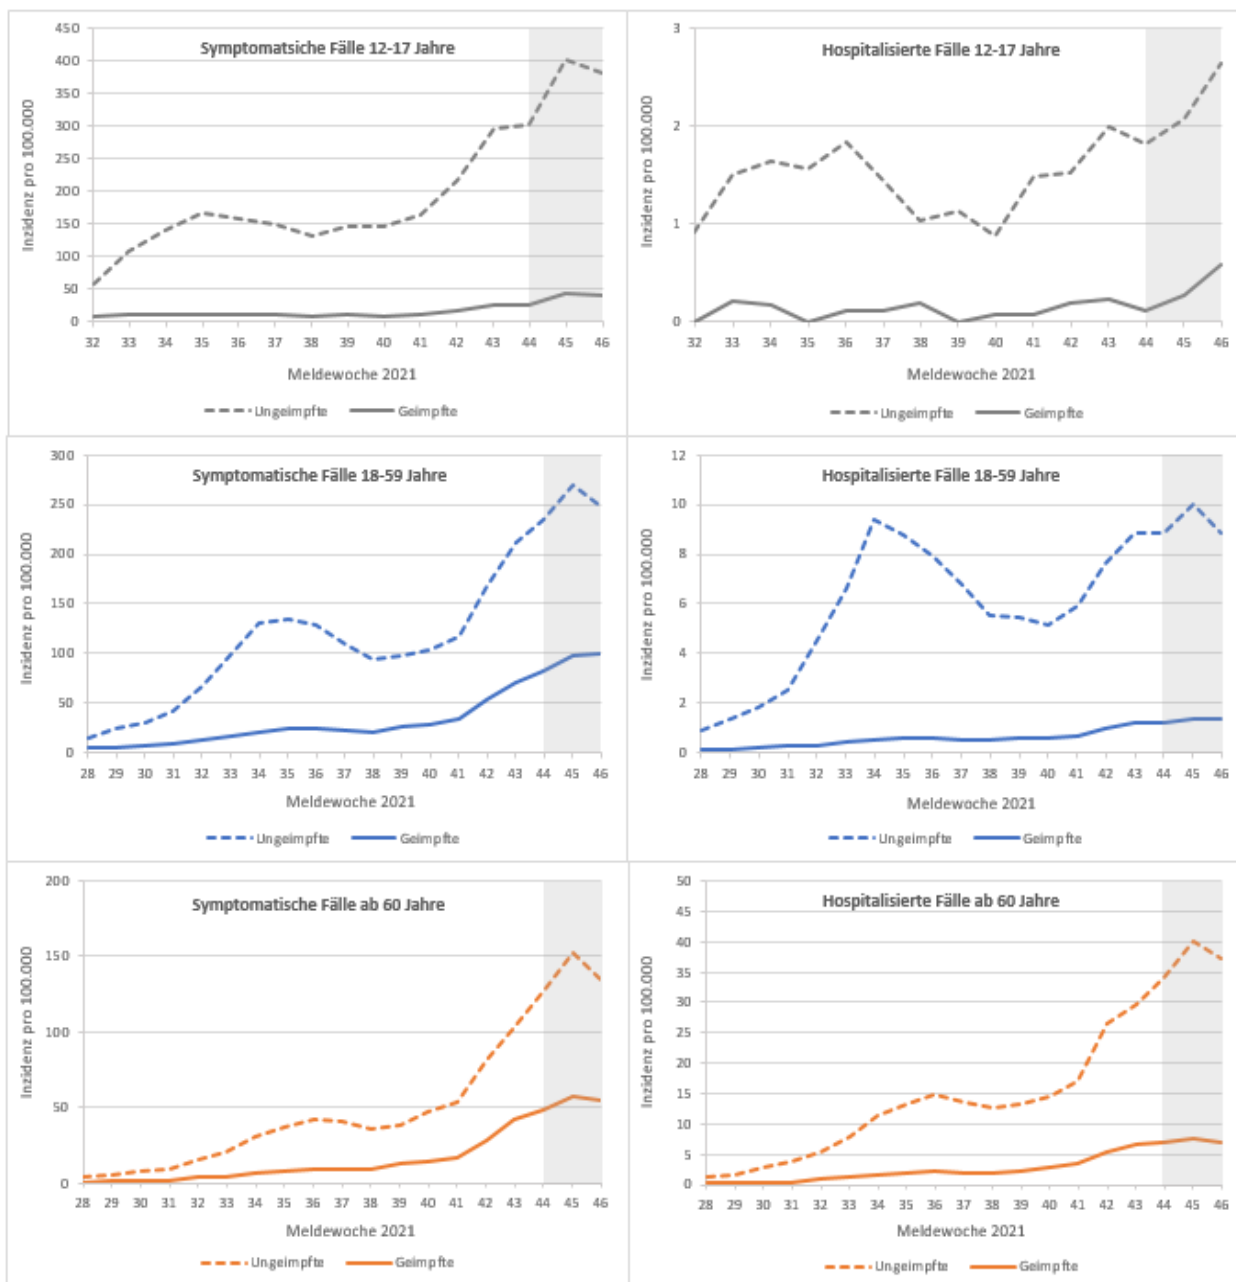 Symptomatsiche Fälle 12-17 Jahre
Inzidenz pro 100.000
450
400
350
300
250
200
150
100
50
0
32 33 34 35 36 37 38 39 40 41 42 43 44 45 46
Meldewoche 2021
Ungeimpfte Geimpfte
Hospitalisierte Fälle 12-17 Jahre
Inzidenz pro 100.000
3
2
1
0
32 33 34 35 36 37 38 39 40 41 42 43 44 45 46
Meldewoche 2021
Ungeimpfte Geimpfte
Symptomatische Fälle 18-59 Jahre
Inzidenz pro 100.000
300
250
200
150
100
50
0
28 29 30 31 32 33 34 35 36 37 38 39 40 41 42 43 44 45 46
Meldewoche 2021
Ungeimpfte Geimpfte
Hospitalisierte Fälle 18-59 Jahre
Inzidenz pro 100.000
12
10
8
6
4
2
0
28 29 30 31 32 33 34 35 36 37 38 39 40 41 42 43 44 45 46
Meldewoche 2021
Ungeimpfte Geimpfte
Symptomatische Fälle ab 60 Jahre
Inzidenz pro 100.000
200
150
100
50
0
28 29 30 31 32 33 34 35 36 37 38 39 40 41 42 43 44 45 46
Meldewoche 2021
Ungeimpfte Geimpfte
Hospitalisierte Fälle ab 60 Jahre
Inzidenz pro 100.000
50
45
40
35
30
25
20
15
10
5
0
28 29 30 31 32 33 34 35 36 37 38 39 40 41 42 43 44 45 46
Meldewoche 2021
Ungeimpfte Geimpfte